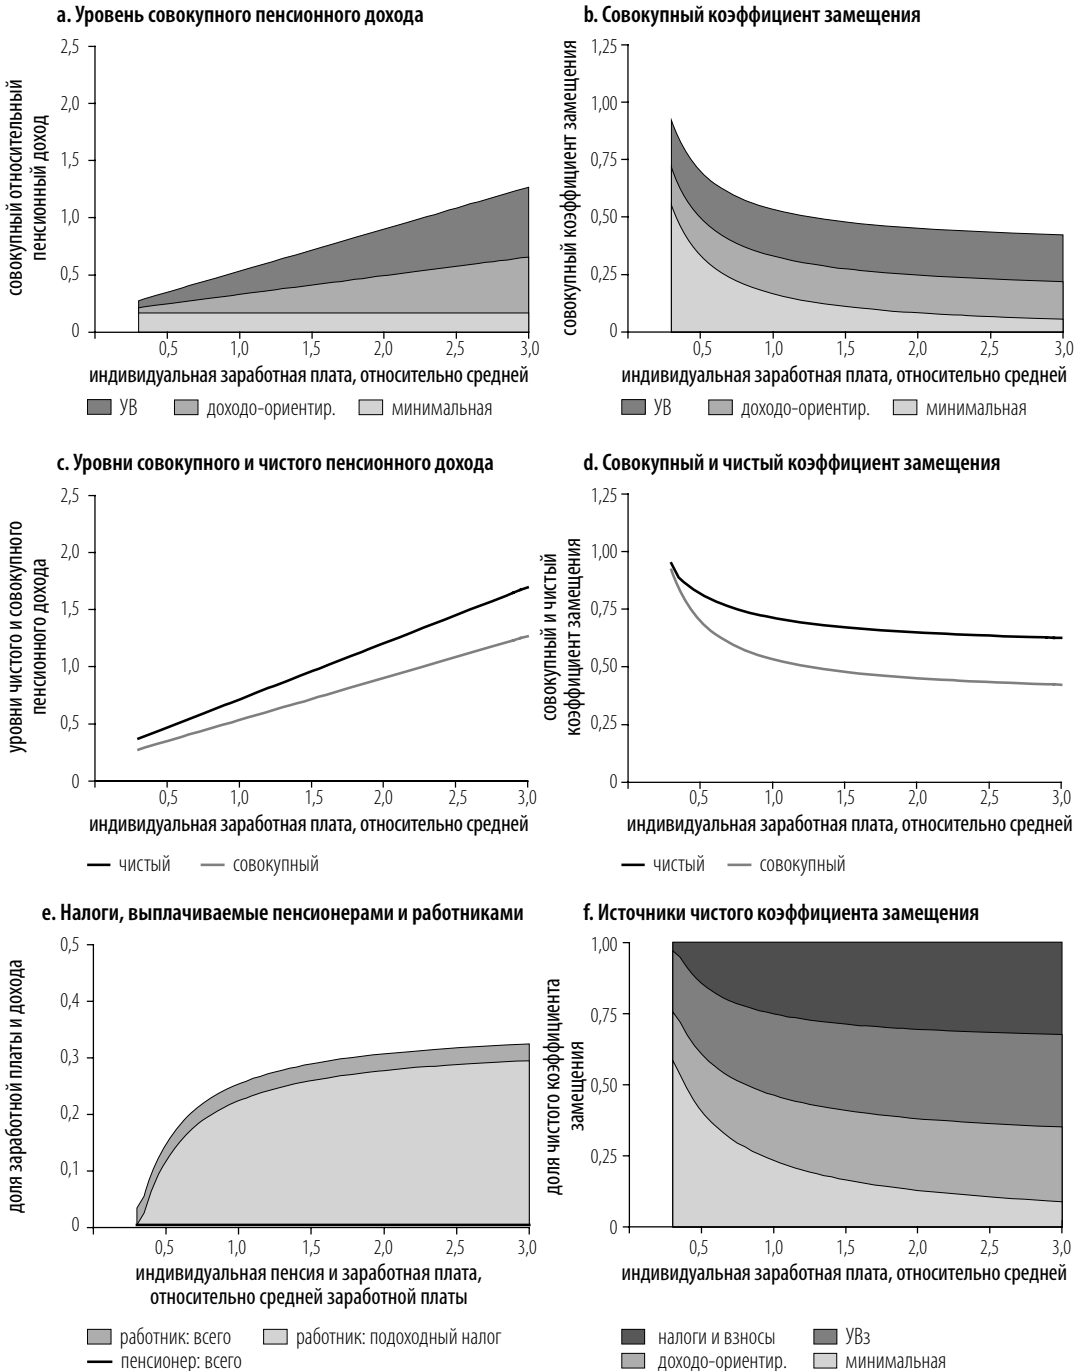 a. Уровень совокупного пенсионного дохода
совокупный относительный
пенсионный доход
2,5
2,0
1,5
1,0
0,5
0
0,5 1,0 1,5 2,0 2,5 3,0
индивидуальная заработная плата, относительно средней
УВ доходо-ориентир. минимальная
b. Совокупный коэффициент замещения
совокупный коэффициент замещения
1,25
1,00
0,75
0,50
0,25
0
0,5 1,0 1,5 2,0 2,5 3,0
индивидуальная заработная плата, относительно средней
УВ доходо-ориентир. минимальная
c. Уровни совокупного и чистого пенсионного дохода
уровни чистого и совокупного
пенсионного дохода
2,5
2,0
1,5
1,0
0,5
0
0,5 1,0 1,5 2,0 2,5 3,0
индивидуальная заработная плата, относительно средней
чистый совокупный
d. Совокупный и чистый коэффициент замещения
совокупный и чистый
коэффициент замещения
1,25
1,00
0,75
0,50
0,25
0
0,5 1,0 1,5 2,0 2,5 3,0
индивидуальная заработная плата, относительно средней
чистый совокупный
e. Налоги, выплачиваемые пенсионерами и работниками
доля заработной платы и дохода
0,5
0,4
0,3
0,2
0,1
0
0,5 1,0 1,5 2,0 2,5 3,0
индивидуальная пенсия и заработная плата,
относительно средней заработной платы
работник: всего работник: подоходный налог
пенсионер: всего
f. Источники чистого коэффициента замещения
доля чистого коэффициента
замещения
1,00
0,75
0,50
0,25
0
0,5 1,0 1,5 2,0 2,5 3,0
индивидуальная заработная плата, относительно средней
налоги и взносы УВз
доходо-ориентир. минимальная